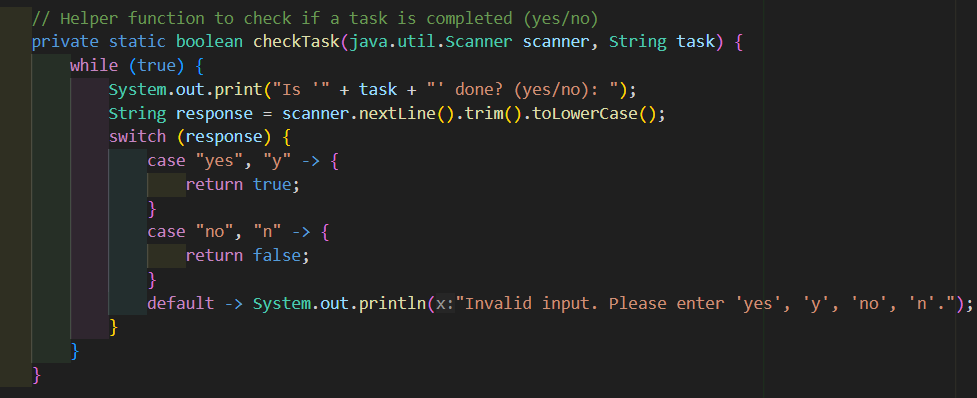 // Helper function to check if a task is completed (yes/no)
private static boolean checkTask(java.util.Scanner scanner, String task) {
while (true) {
System.out.print("Is '" + task + "' done? (yes/no): ");
String response = scanner.nextLine().trim().toLowerCase();
switch (response) {
case "yes", "y" -> {
return true;
}
case "no", "n" -> {
return false;
}
default -> System.out.println(x:"Invalid input. Please enter 'yes', 'y', 'no', 'n'.");
}
}
}